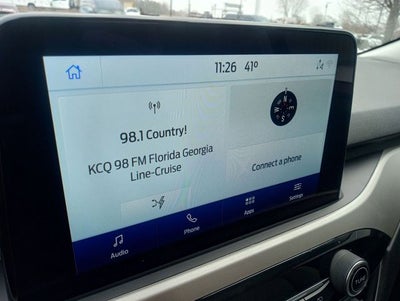 11:26 41°
98.1 Country!
KCQ 98 FM Florida Georgia
Line-Cruise
N
W E
S
Connect a phone
Audio
Phone
Apps
Settings
TUNE